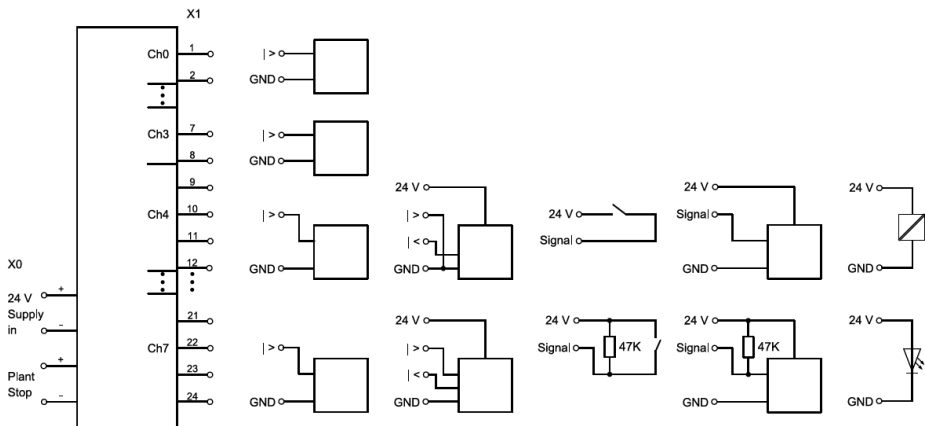 X1
Ch0
1
2
Ch3
7
8
9
Ch4
10
11
12
21
Ch7
22
23
24
X0
24 V
Supply
in
+
–
Plant
Stop
+
–
| >
GND
| >
GND
| >
GND
| >
GND
24 V
| >
| <
GND
24 V
| >
| <
GND
24 V
Signal
24 V
Signal
47K
24 V
Signal
GND
24 V
Signal
47K
GND
24 V
GND
24 V
GND